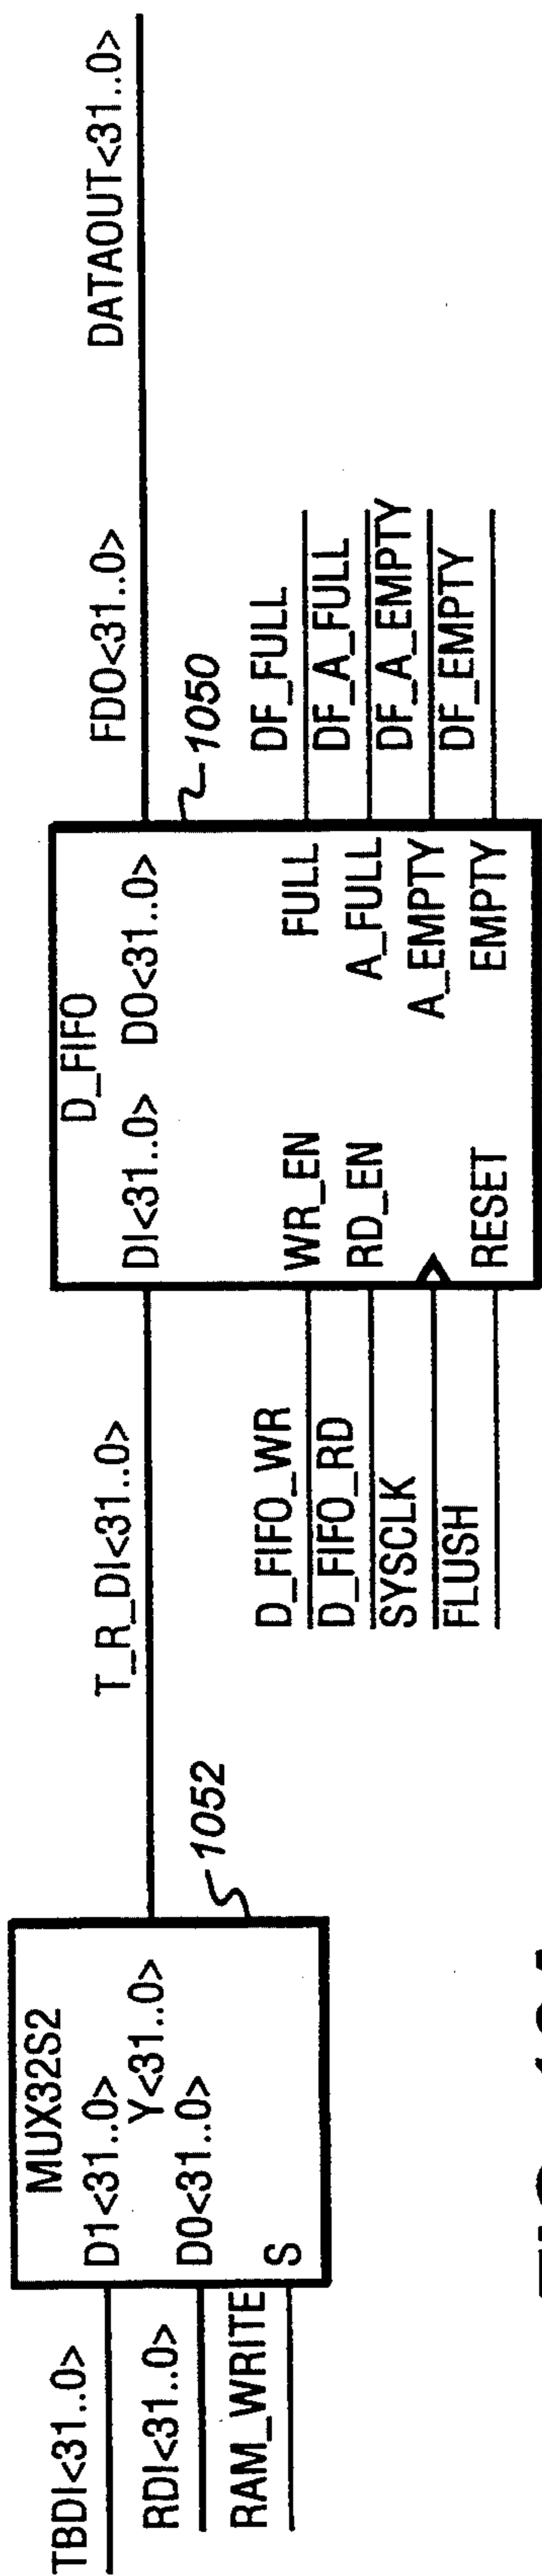 TBDI<31..0>
RDI<31..0>
RAM_WRITE
MUX32S2
D1<31..0>
Y<31..0>
D0<31..0>
S
1052
T_R_DI<31..0>
D_FIFO_WR
D_FIFO_RD
SYSCLK
FLUSH
D_FIFO
DI<31..0> DO<31..0>
WR_EN FULL
RD_EN A_FULL
A_EMPTY
RESET EMPTY
1050
FDO<31..0>
DATAOUT<31..0>
DF_FULL
DF_A_FULL
DF_A_EMPTY
DF_EMPTY